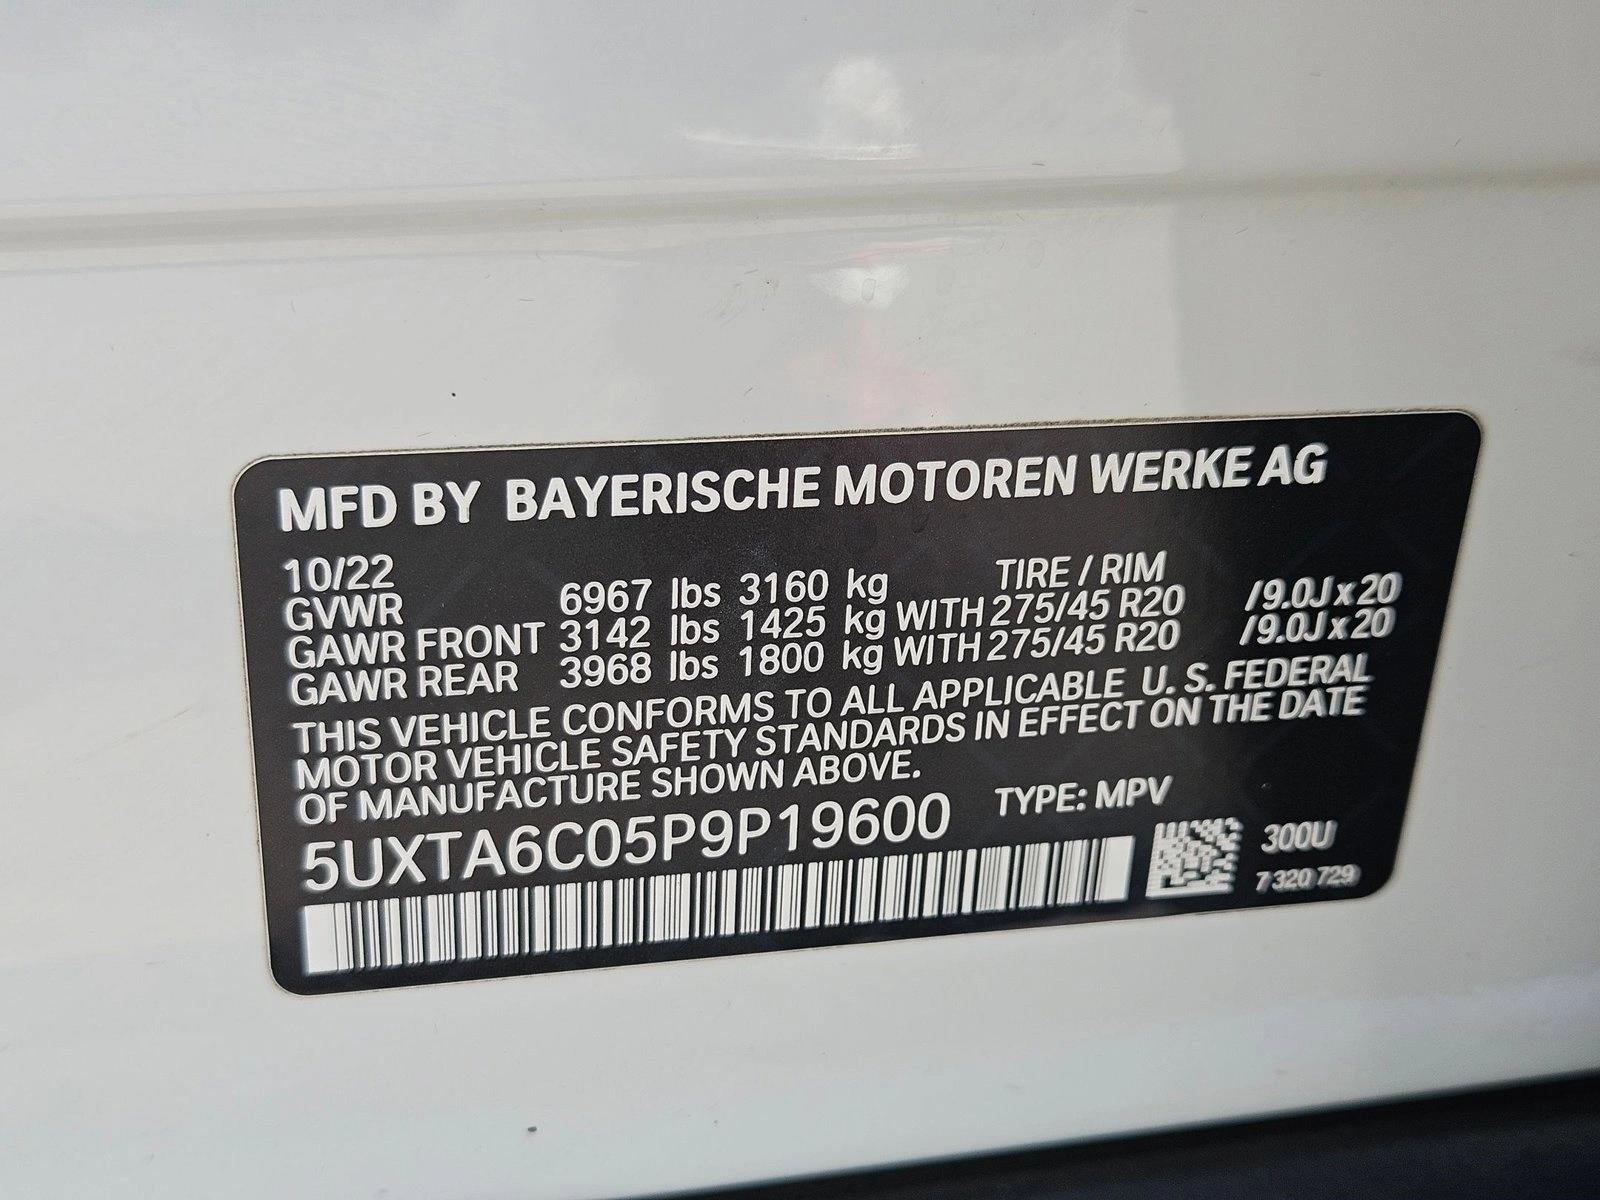 MFD BY BAYERISCHE MOTOREN WERKE AG
10/22 TIRE / RIM
GVWR 6967 lbs 3160 kg
GAWR FRONT 3142 lbs 1425 kg WITH 275/45 R20 /9.0J x 20
GAWR REAR 3968 lbs 1800 kg WITH 275/45 R20 /9.0J x 20
THIS VEHICLE CONFORMS TO ALL APPLICABLE U. S. FEDERAL
MOTOR VEHICLE SAFETY STANDARDS IN EFFECT ON THE DATE
OF MANUFACTURE SHOWN ABOVE.
5UXTA6C05P9P19600 TYPE: MPV
300U
7 320 729